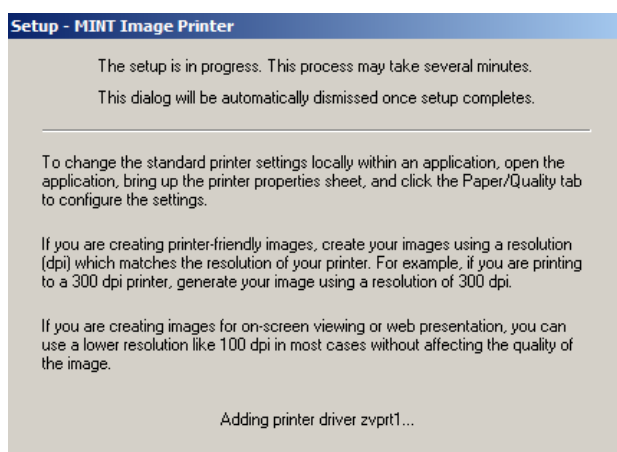 Setup - MINT Image Printer
The setup is in progress. This process may take several minutes.
This dialog will be automatically dismissed once setup completes.
To change the standard printer settings locally within an application, open the
application, bring up the printer properties sheet, and click the Paper/Quality tab
to configure the settings.
If you are creating printer-friendly images, create your images using a resolution
(dpi) which matches the resolution of your printer. For example, if you are printing
to a 300 dpi printer, generate your image using a resolution of 300 dpi.
If you are creating images for on-screen viewing or web presentation, you can
use a lower resolution like 100 dpi in most cases without affecting the quality of
the image.
Adding printer driver zvprt1...